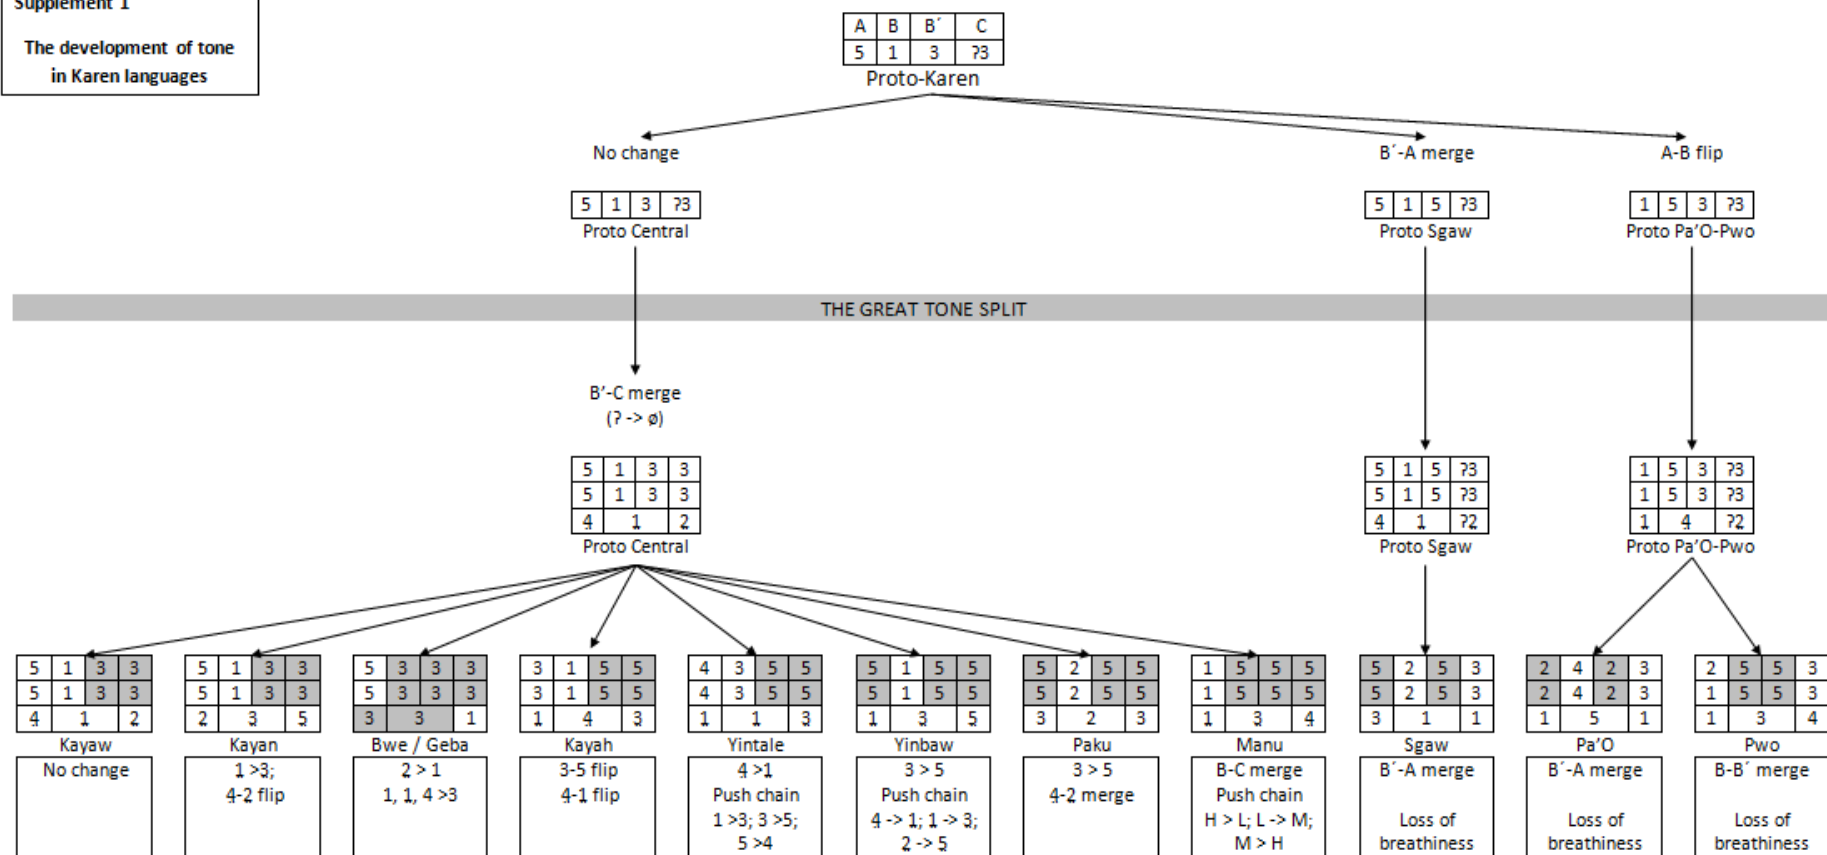 Supplement 1
The development of tone
in Karen languages
A B B´ C
5 1 3 ʔ3
Proto-Karen
No change
B´-A merge
A-B flip
5 1 3 ʔ3
Proto Central
5 1 5 ʔ3
Proto Sgaw
1 5 3 ʔ3
Proto Pa'O-Pwo
THE GREAT TONE SPLIT
B'-C merge
(ʔ -> ø)
5 1 3 3
5 1 3 3
4̤ 1̤ 2̤
Proto Central
5 1 5 ʔ3
5 1 5 ʔ3
4̤ 1̤ ʔ2̤
Proto Sgaw
1 5 3 ʔ3
1 5 3 ʔ3
1̤ 4̤ ʔ2̤
Proto Pa'O-Pwo
5 1 3 3
5 1 3 3
4̤ 1̤ 2̤
Kayaw
No change
5 1 3 3
5 1 3 3
2̤ 3̤ 5̤
Kayan
1̤ >3̤;
4̤-2̤ flip
5 3 3 3
5 3 3 3
3 3 1
Bwe / Geba
2 > 1
1, 1, 4 >3
3 1 5 5
3 1 5 5
1̤ 4̤ 3̤
Kayah
3-5 flip
4̤-1̤ flip
4 3 5 5
4 3 5 5
1̤ 1̤ 3̤
Yintale
4̤ >1̤
Push chain
1 >3; 3 >5;
5 >4
5 1 5 5
5 1 5 5
1̤ 3̤ 5̤
Yinbaw
3 > 5
Push chain
4̤ -> 1̤; 1̤ -> 3̤;
2̤ -> 5̤
5 2 5 5
5 2 5 5
3 2 3
Paku
3 > 5
4̤-2̤ merge
1 5 5 5
1 5 5 5
1̤ 3̤ 4̤
Manu
B-C merge
Push chain
H > L; L -> M;
M > H
5 2 5 3
5 2 5 3
3 1 1
Sgaw
B´-A merge
Loss of
breathiness
2 4 2 3
2 4 2 3
1 5 1
Pa'O
B´-A merge
Loss of
breathiness
2 5 5 3
1 5 5 3
1 3 4
Pwo
B-B´ merge
Loss of
breathiness